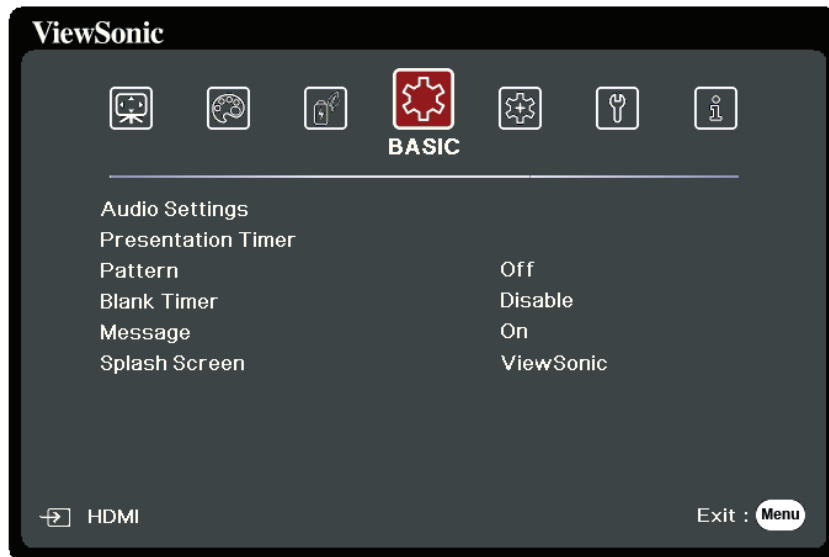 ViewSonic
BASIC
Audio Settings
Presentation Timer
Pattern Off
Blank Timer Disable
Message On
Splash Screen ViewSonic
HDMI Exit : Menu